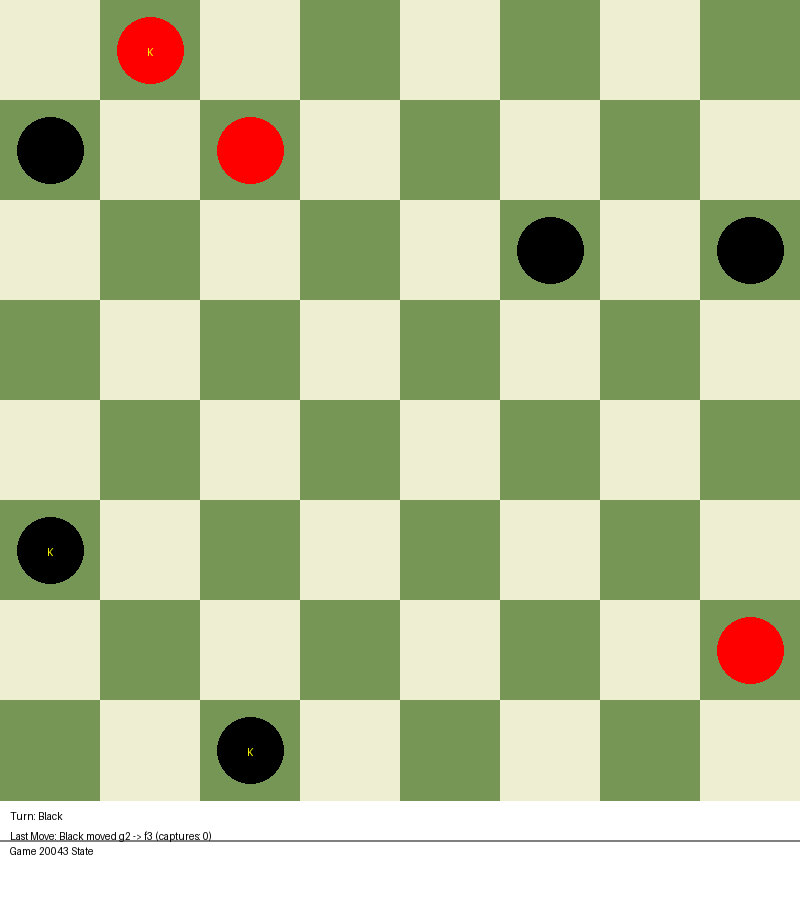 K
K
K
Turn: Black
Last Move: Black moved g2 -> f3 (captures: 0)
Game 20043 State